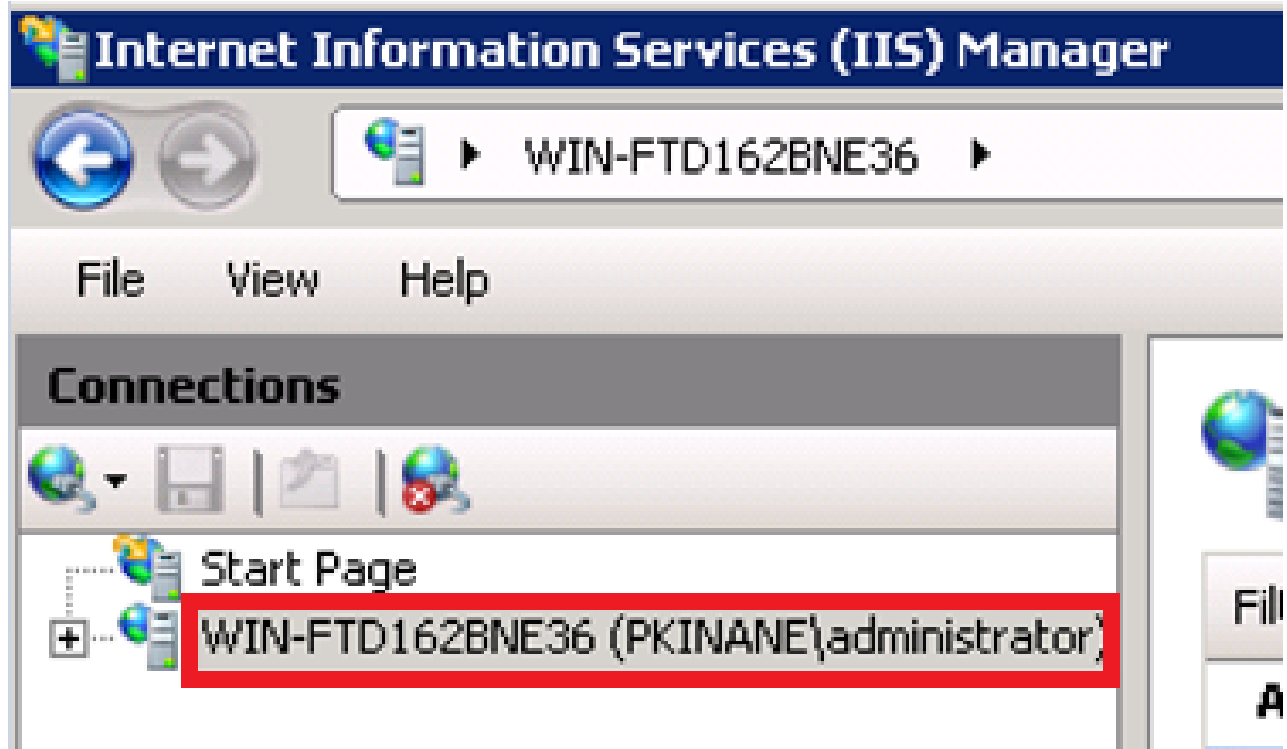 Internet Information Services (IIS) Manager
WIN-FTD162BNE36
File View Help
Connections
Start Page
WIN-FTD162BNE36 (PKINANE\administrator)